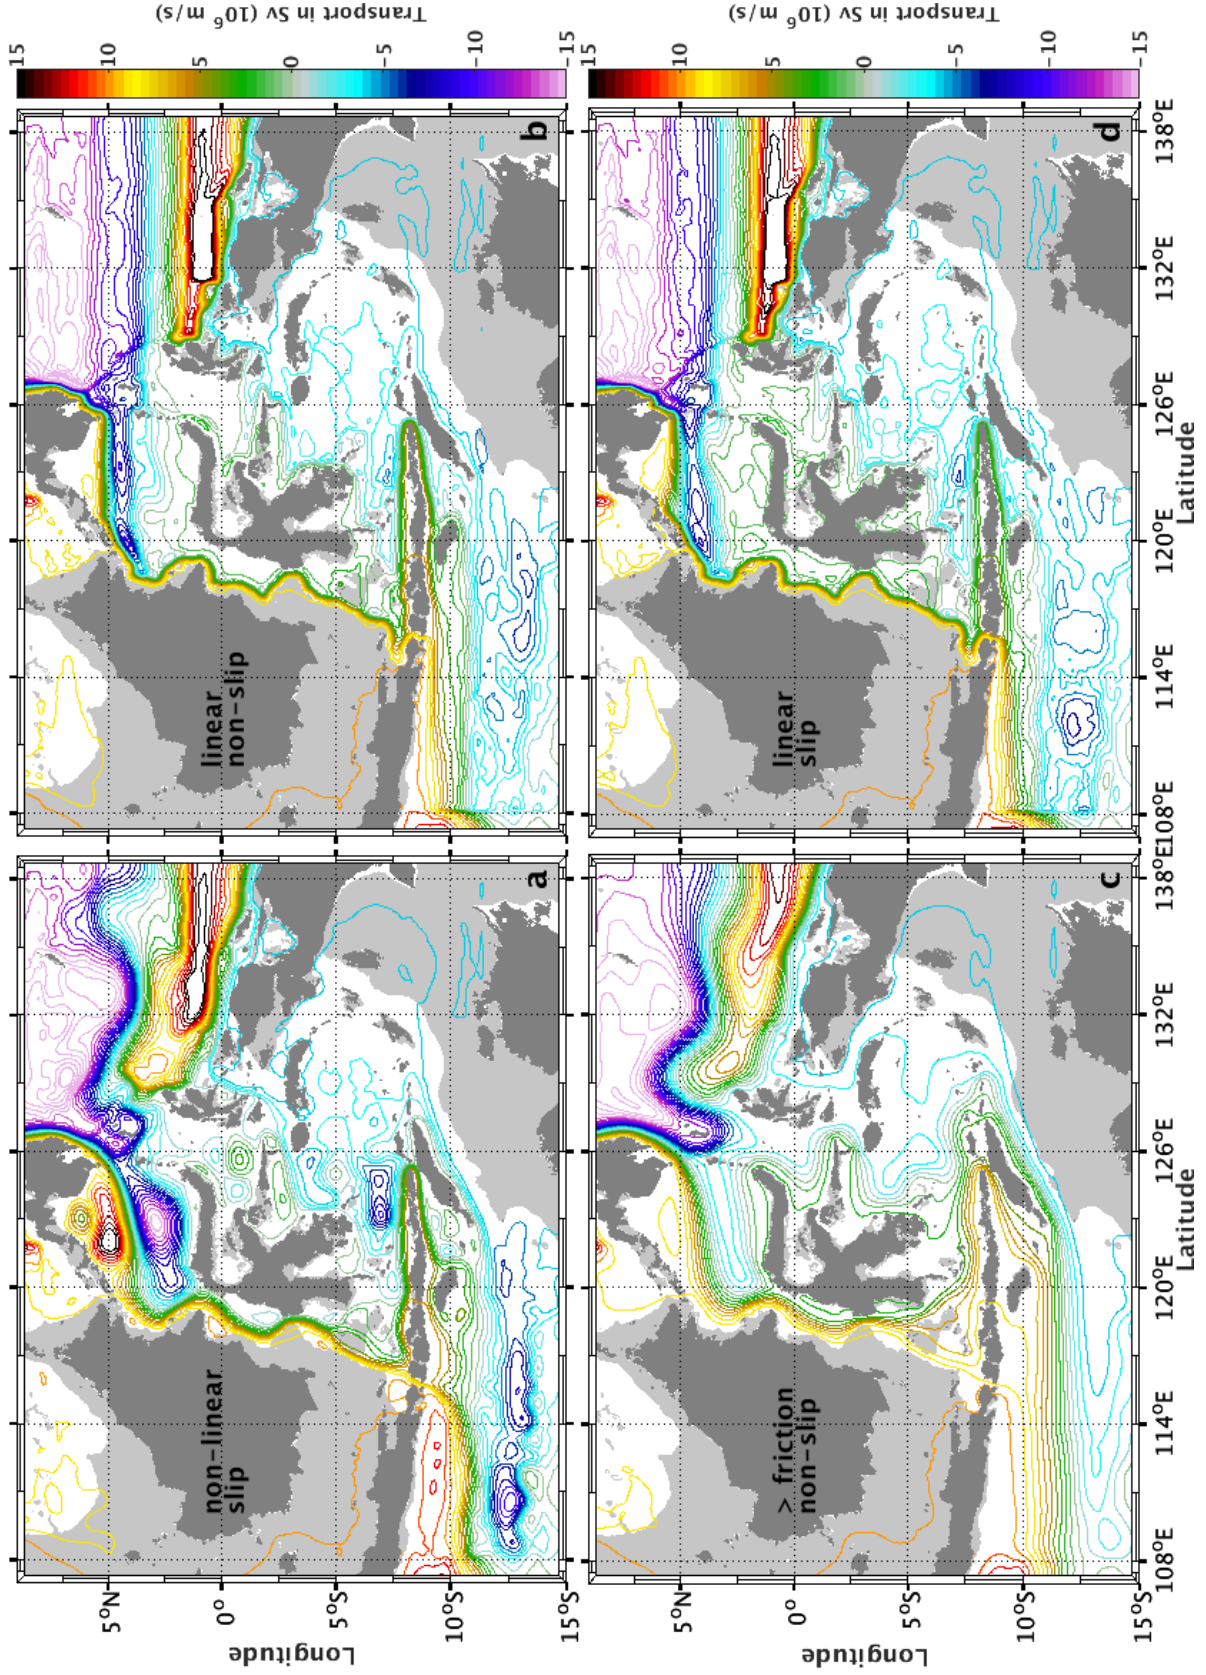 Longitude
5°N
0°
5°S
10°S
15°S
non-linear
slip
a
linear
non-slip
b
15
10
5
0
-5
-10
-15
Transport in Sv (10⁶ m/s)
Longitude
5°N
0°
5°S
10°S
15°S
> friction
non-slip
c
linear
slip
d
15
10
5
0
-5
-10
-15
Transport in Sv (10⁶ m/s)
108°E 114°E 120°E 126°E 132°E 138°E
108°E 114°E 120°E 126°E 132°E 138°E
Latitude
Latitude